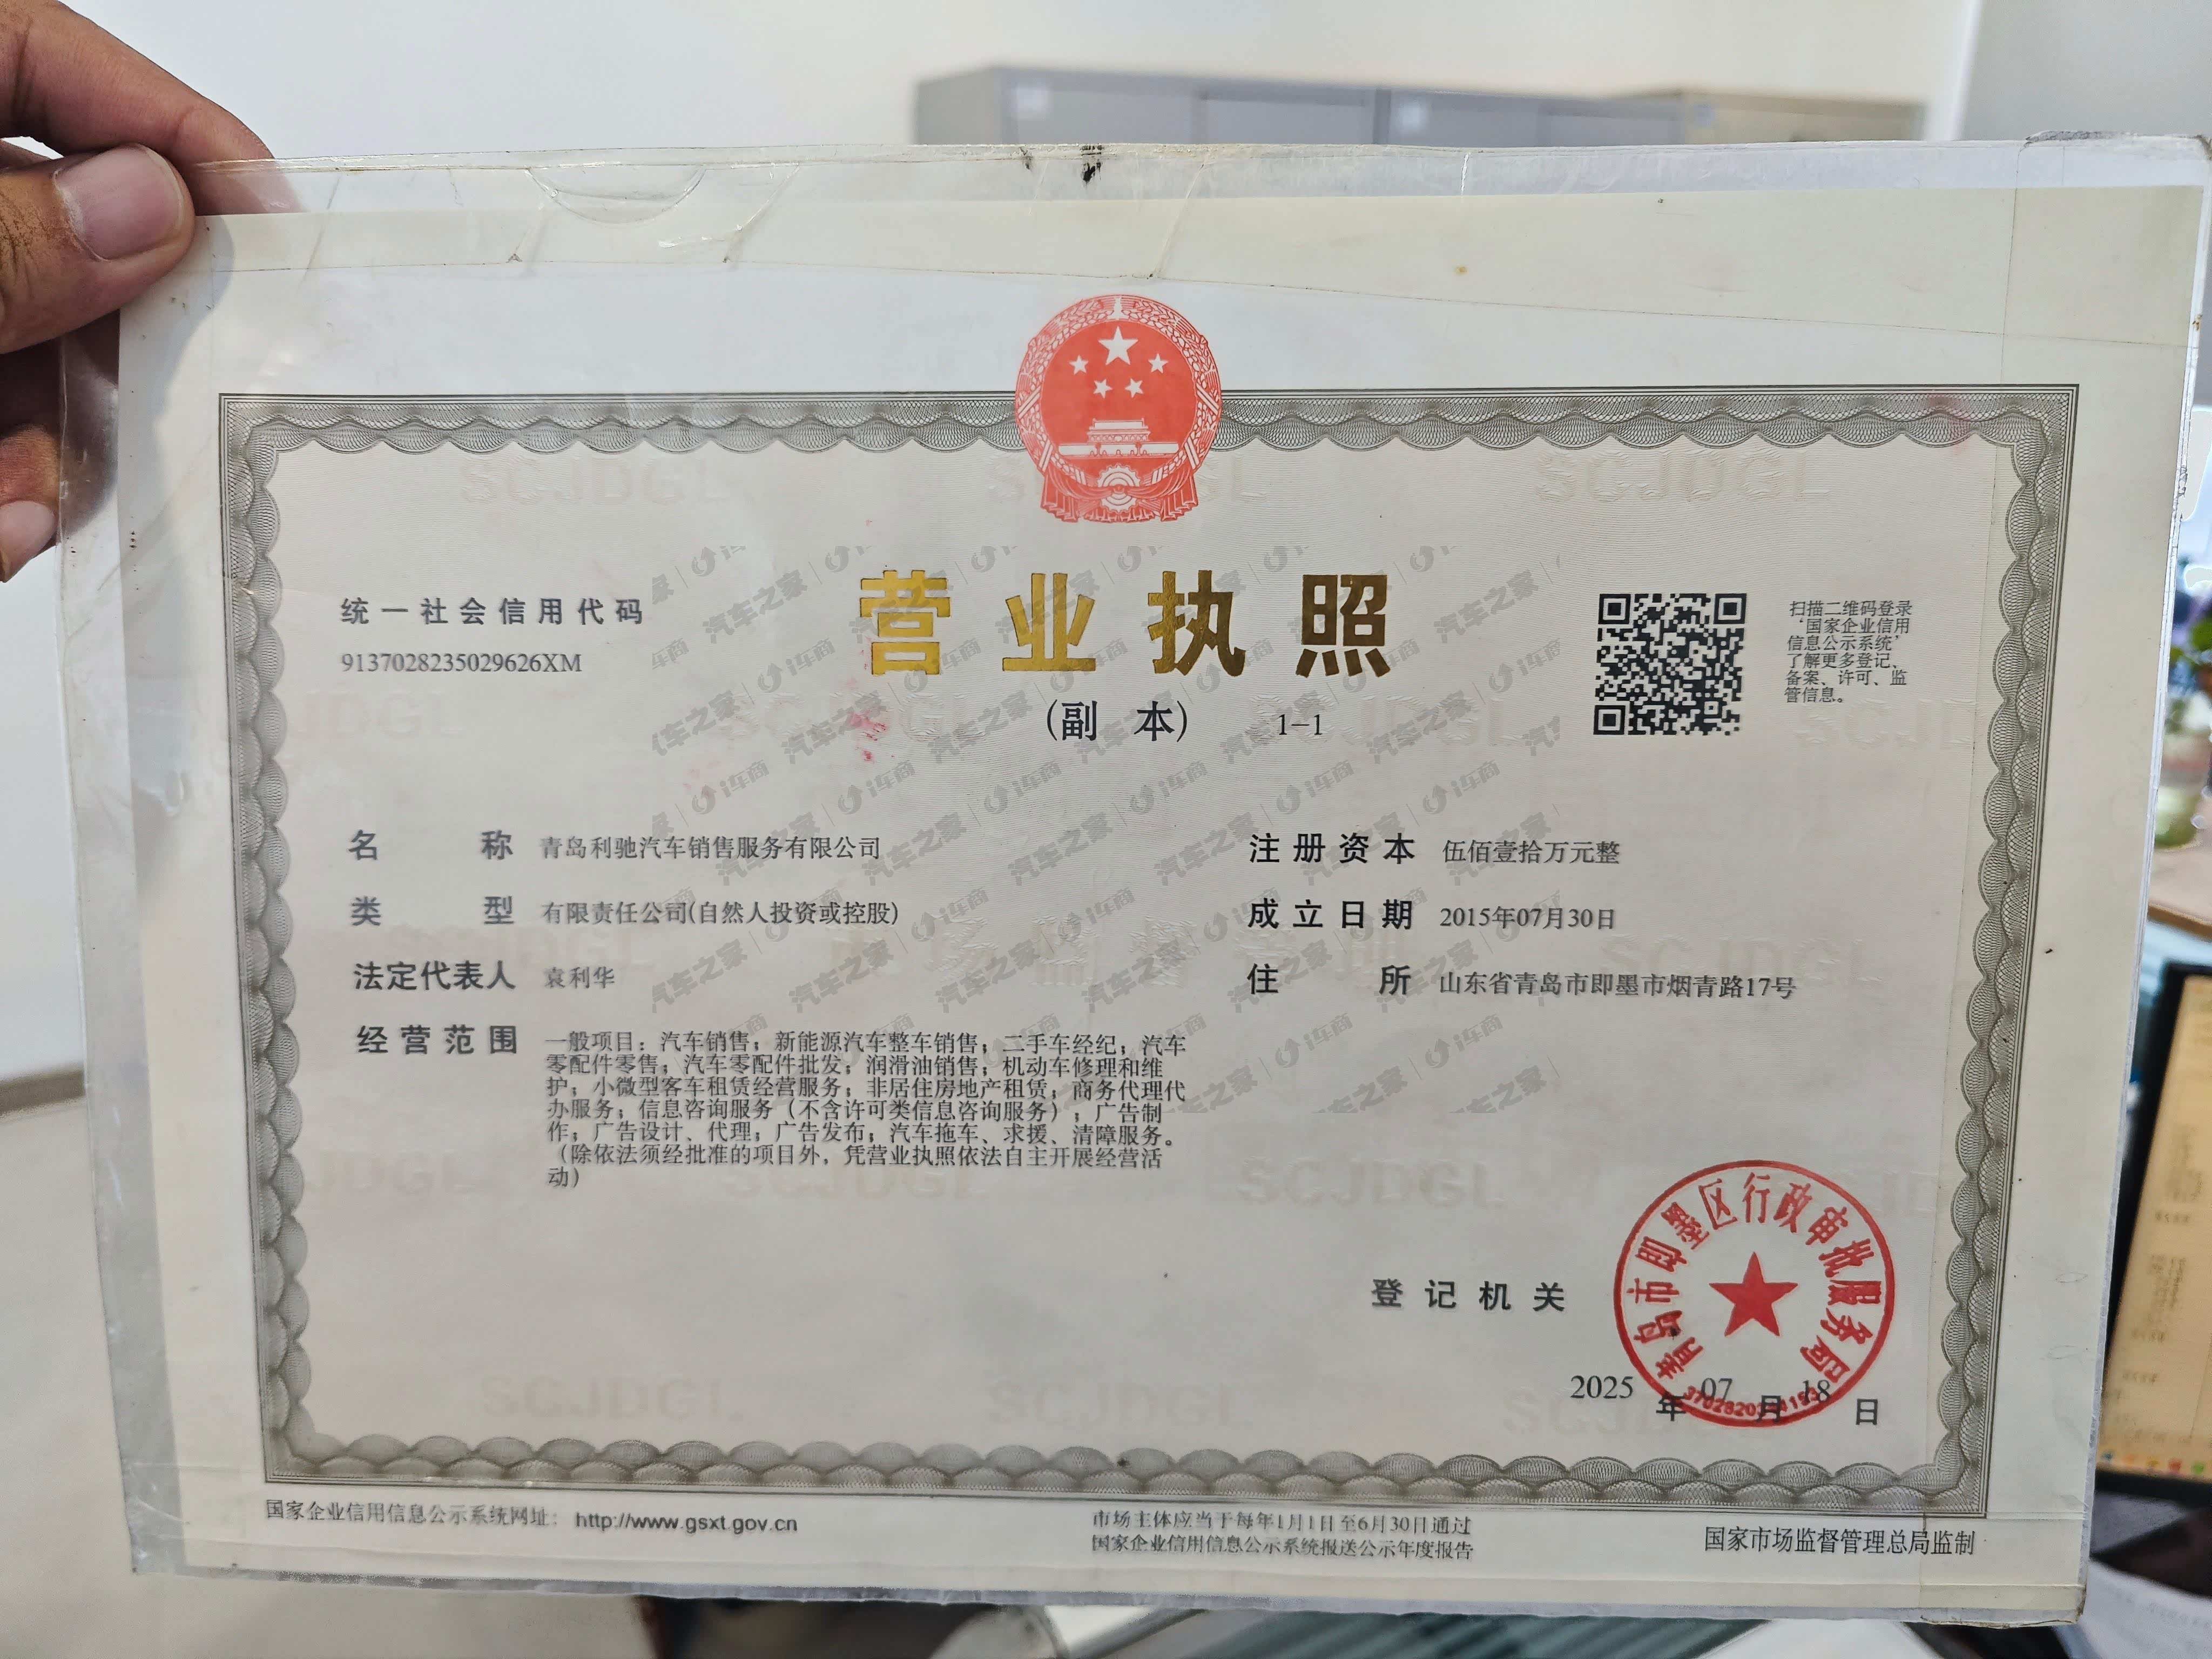 统一社会信用代码
9137028235029626XM
营业执照
(副 本) 1-1
扫描二维码登录
‘国家企业信用
信息公示系统’
了解更多登记、
备案、许可、监
管信息。
名 称 青岛利驰汽车销售服务有限公司
类 型 有限责任公司(自然人投资或控股)
法定代表人 袁利华
经营范围 一般项目：汽车销售；新能源汽车整车销售；二手车经纪；汽车
零配件零售；汽车零配件批发；润滑油销售；机动车修理和维
护；小微型客车租赁经营服务；非居住房地产租赁；商务代理代
办服务；信息咨询服务（不含许可类信息咨询服务）；广告制
作；广告设计、代理；广告发布；汽车拖车、求援、清障服务。
（除依法须经批准的项目外，凭营业执照依法自主开展经营活
动）
注册资本 伍佰壹拾万元整
成立日期 2015年07月30日
住 所 山东省青岛市即墨市烟青路17号
登记机关
青岛市即墨区行政审批服务局
2025 年 07 月 18 日
国家企业信用信息公示系统网址： http://www.gsxt.gov.cn
市场主体应当于每年1月1日至6月30日通过
国家企业信用信息公示系统报送公示年度报告
国家市场监督管理总局监制
SCJDGL
汽车之家 | i车商